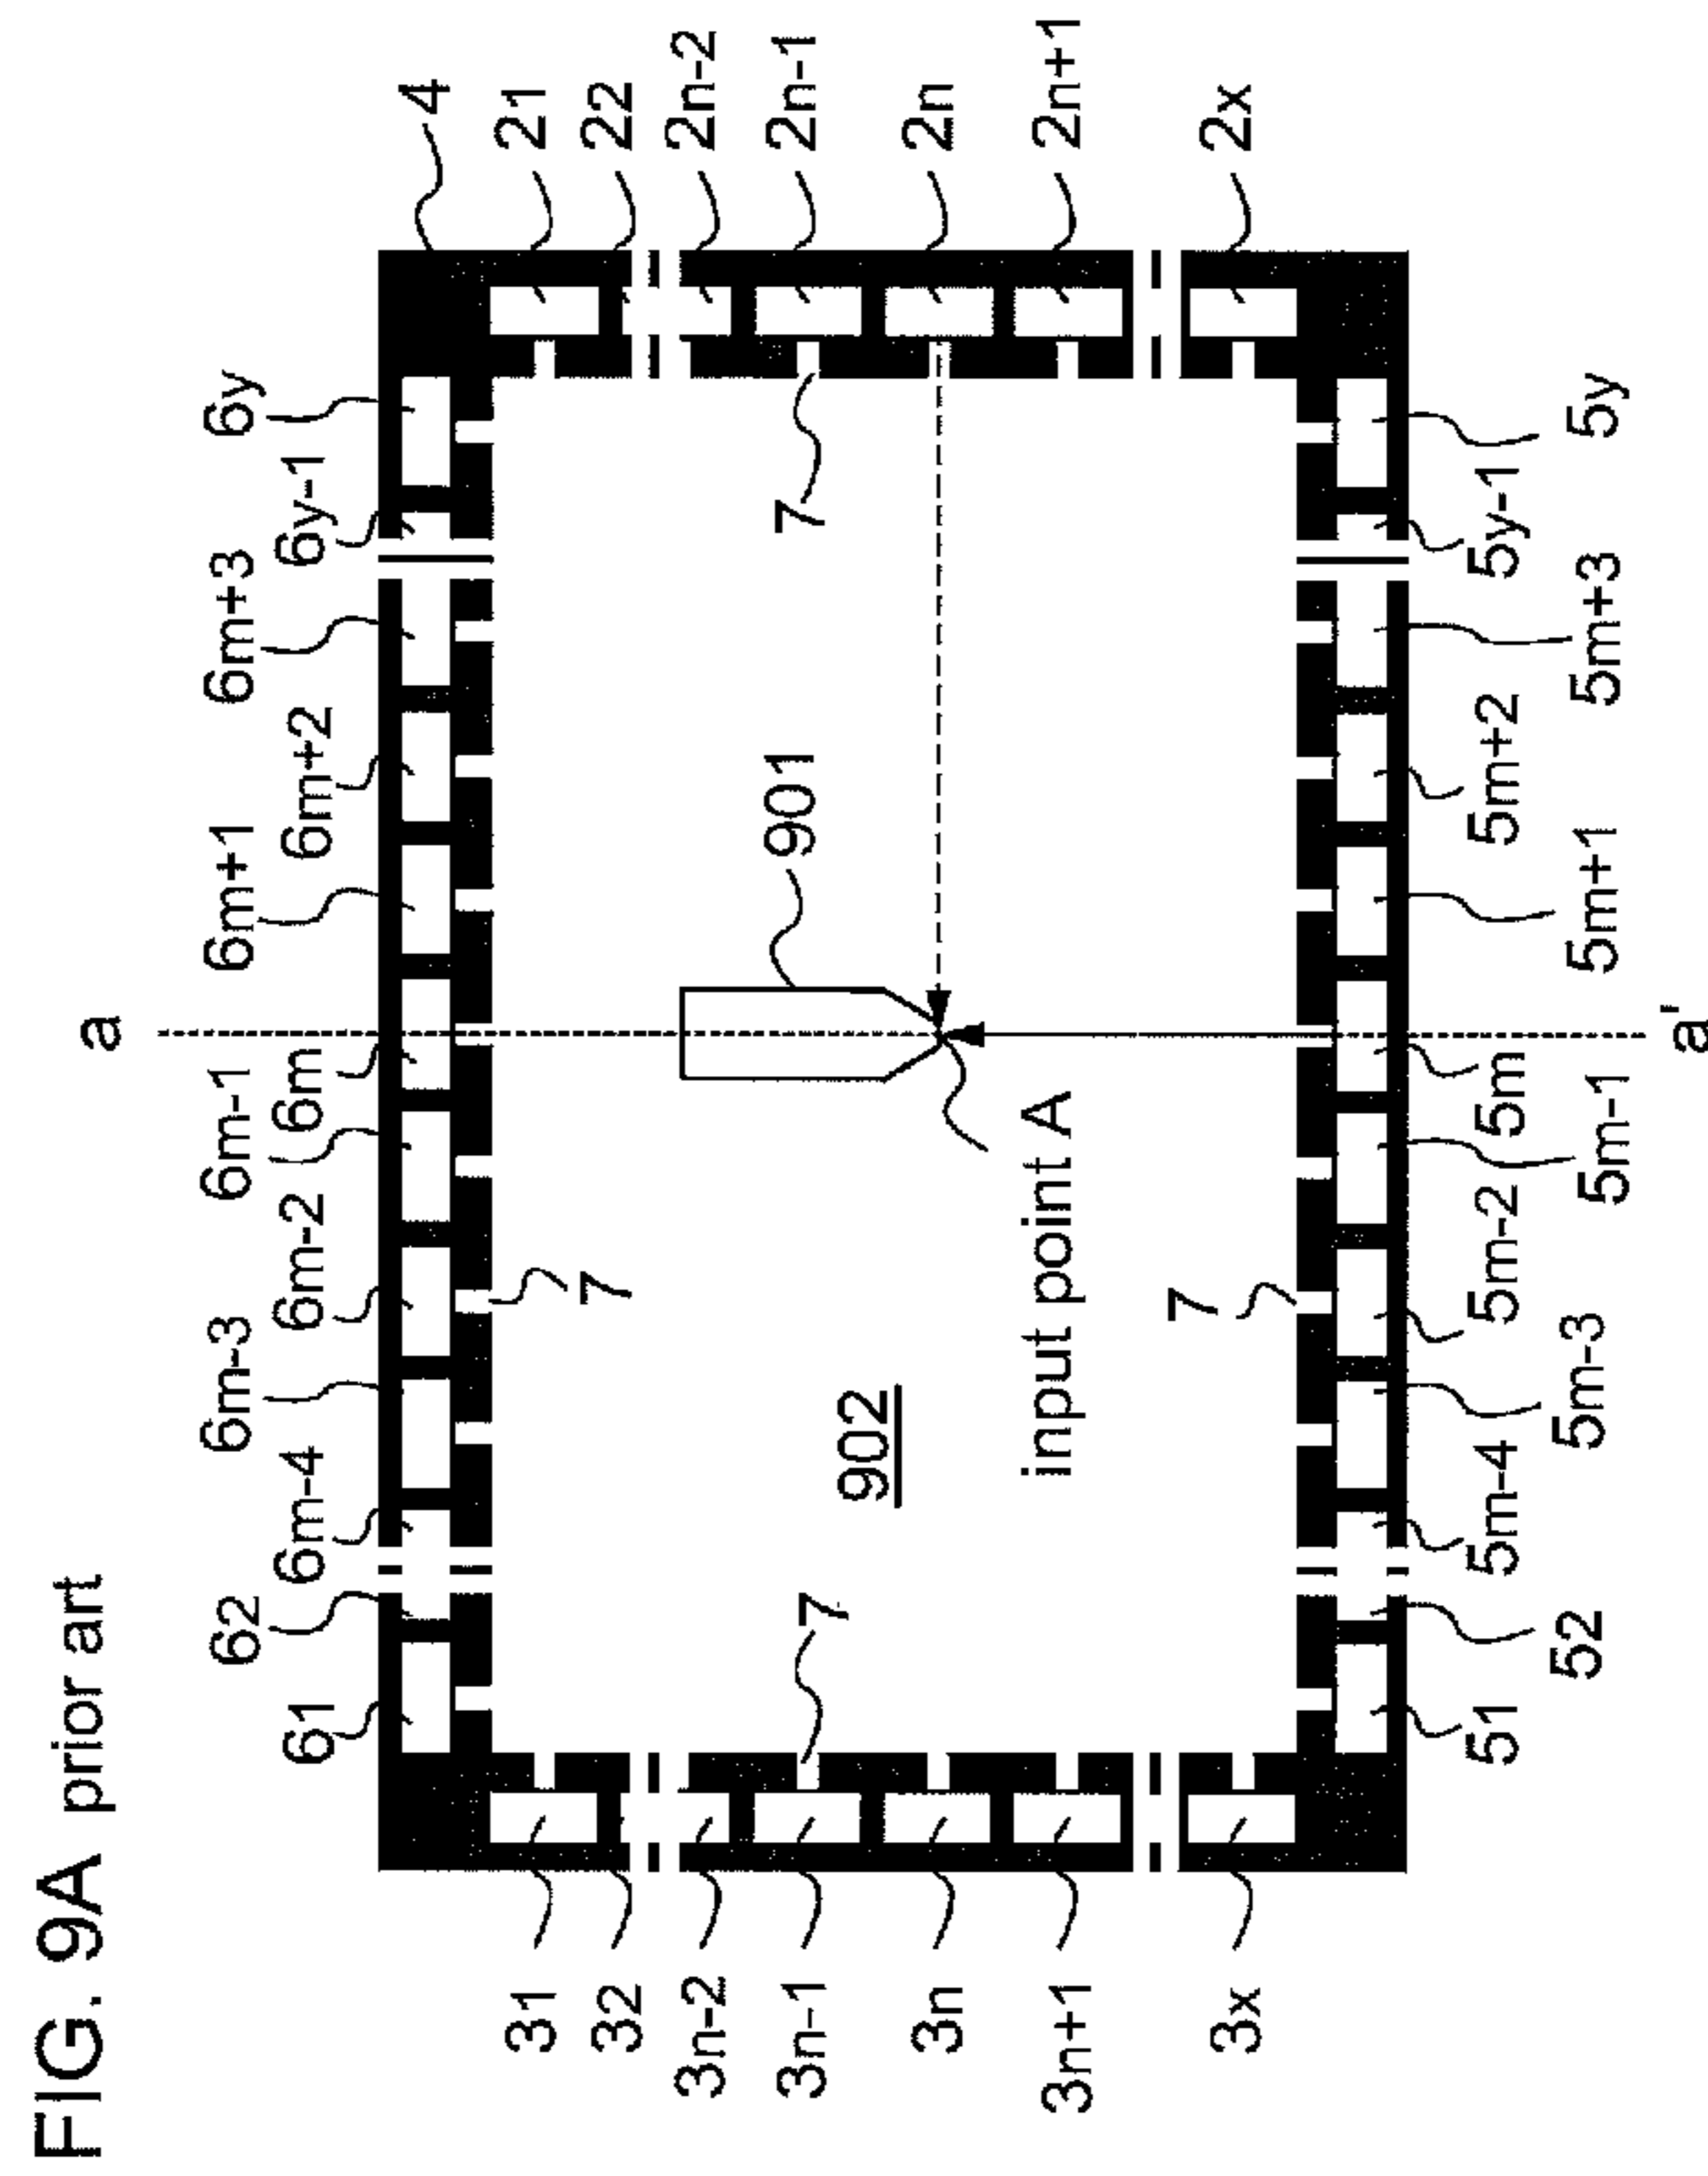 FIG. 9A prior art
a
61
62
6m-4
6m-3
6m-2
6m-1
6m
6m+1
6m+2
6m+3
6y-1
6y
4
21
22
2n-2
2n-1
2n
2n+1
2x
31
32
3n-2
3n-1
3n
3n+1
3x
7
7
7
7
901
902
input point A
51
52
5m-4
5m-3
5m-2
5m-1
5m
5m+1
5m+2
5m+3
5y-1
5y
a'